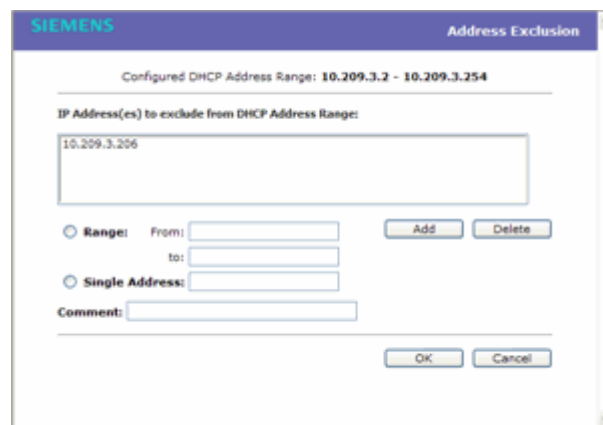 SIEMENS
Address Exclusion
Configured DHCP Address Range: 10.209.3.2 - 10.209.3.254
IP Address(es) to exclude from DHCP Address Range:
10.209.3.206
Range: From: Add Delete
to:
Single Address:
Comment:
OK Cancel